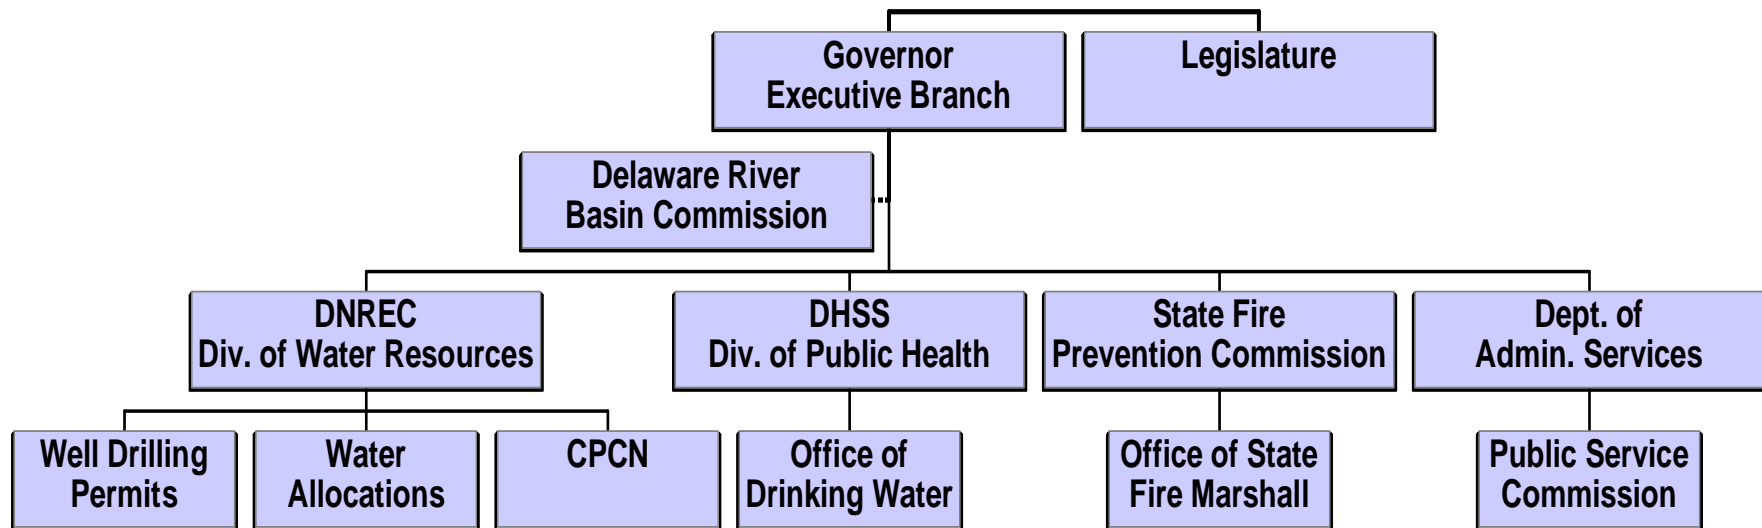 Governor
Executive Branch
Legislature
Delaware River
Basin Commission
DNREC
Div. of Water Resources
DHSS
Div. of Public Health
State Fire
Prevention Commission
Dept. of
Admin. Services
Well Drilling
Permits
Water
Allocations
CPCN
Office of
Drinking Water
Office of State
Fire Marshall
Public Service
Commission